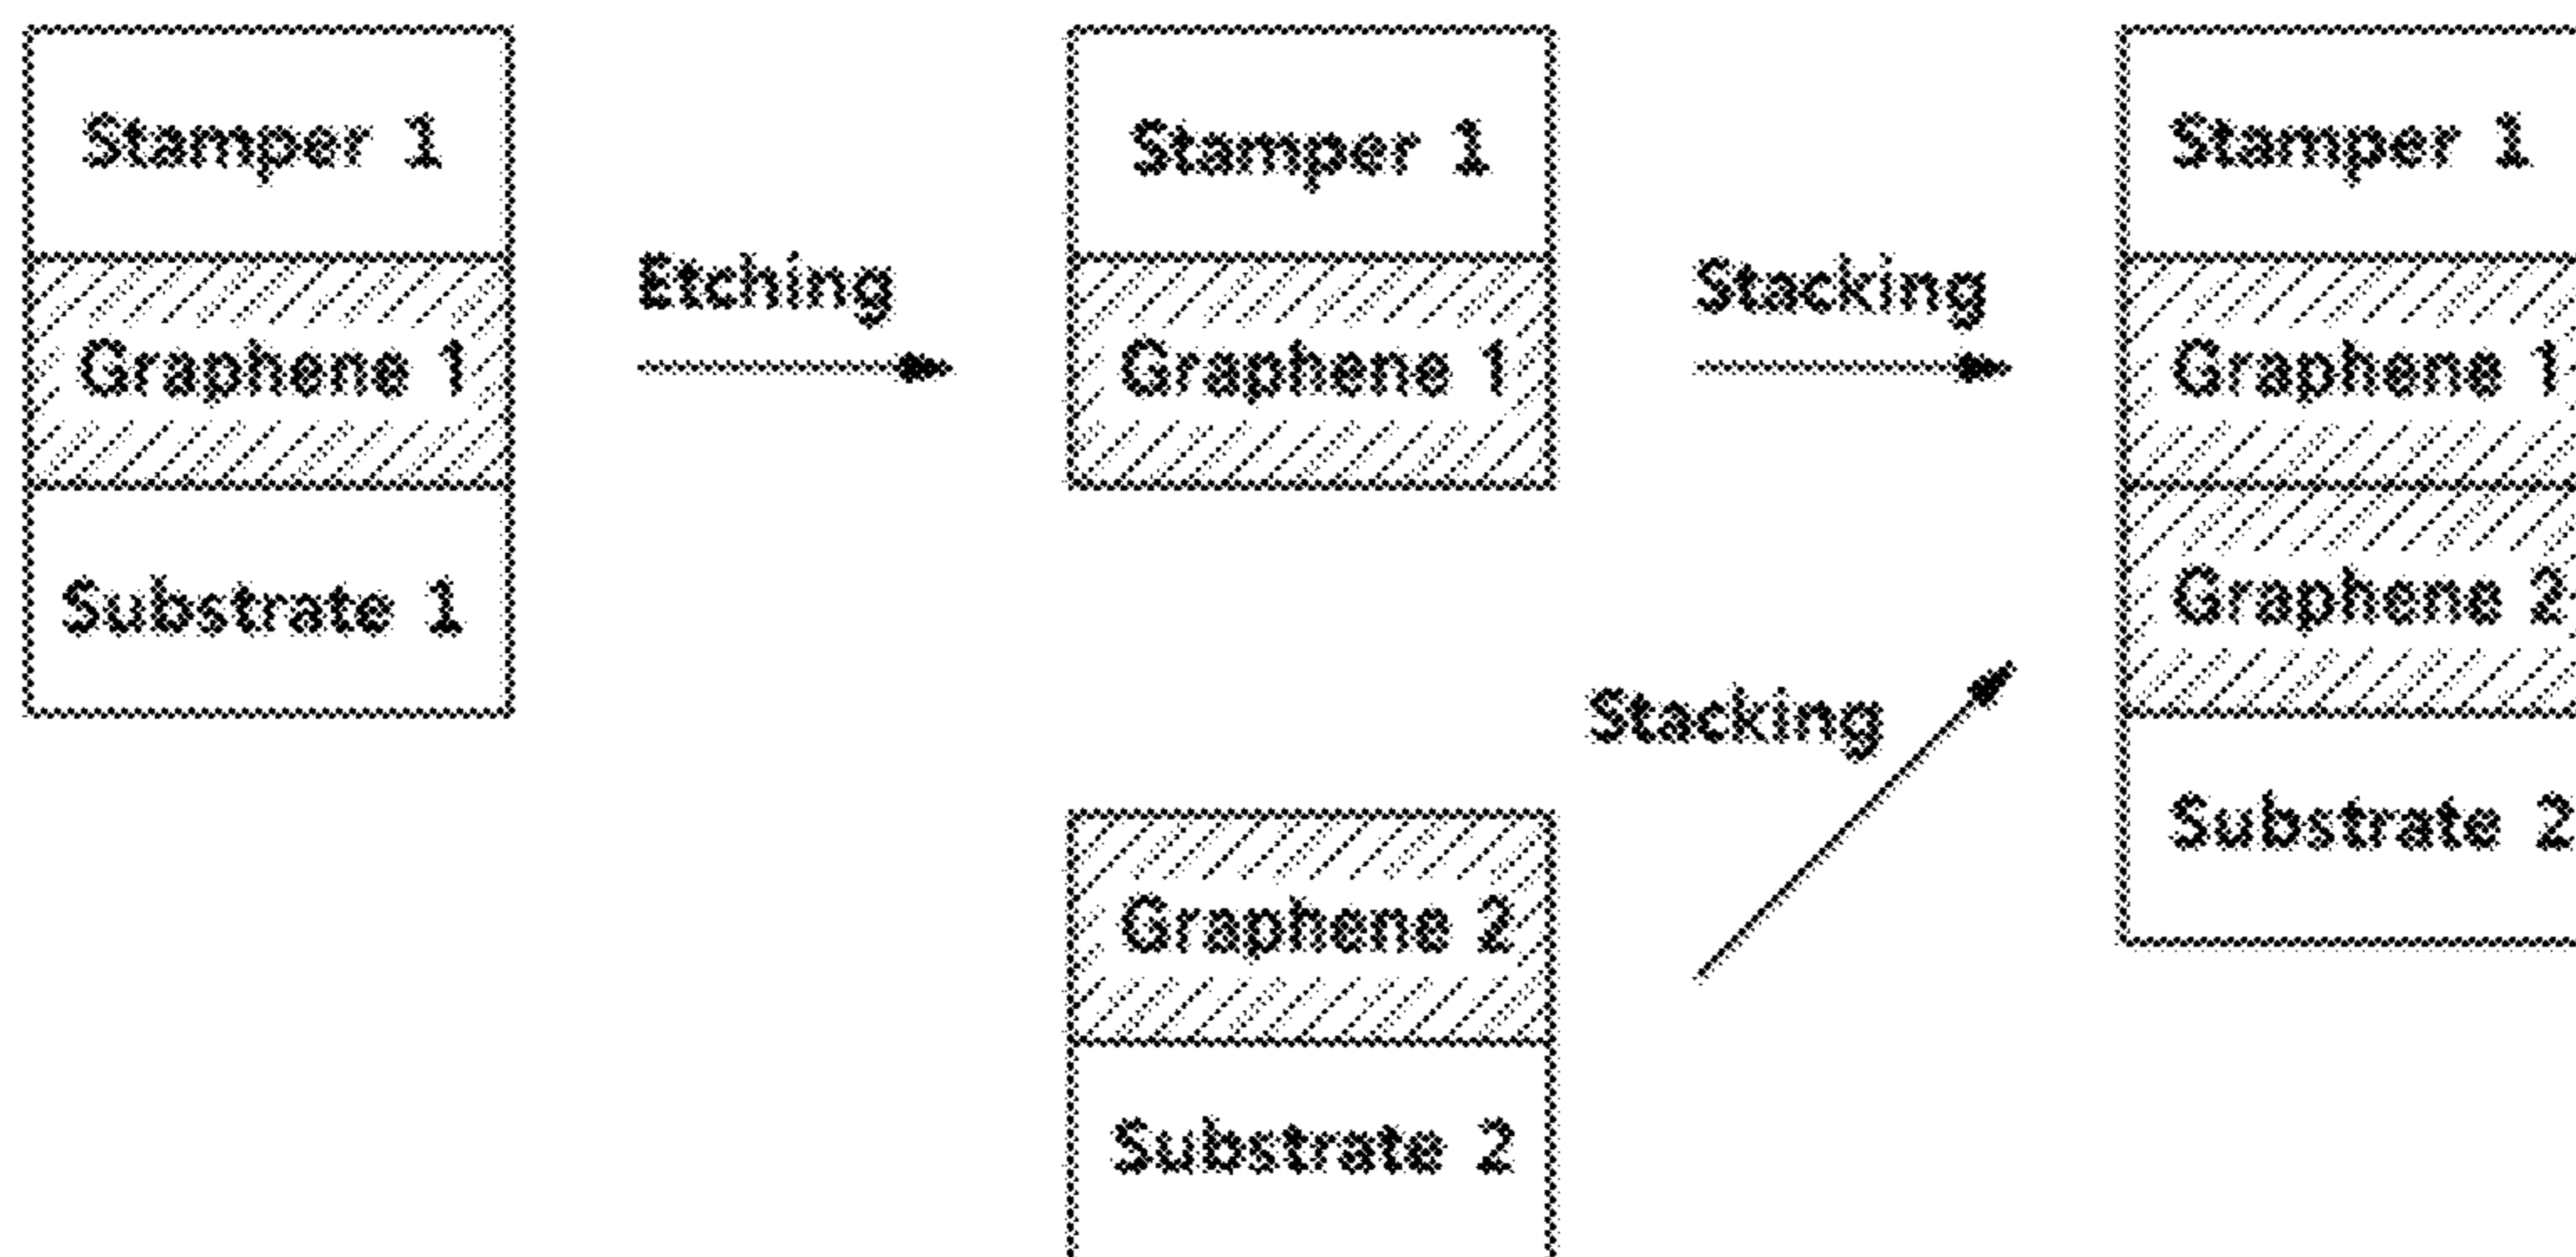 Stamper 1
Graphene 1
Substrate 1
Etching
Stamper 1
Graphene 1
Stacking
Graphene 2
Substrate 2
Stacking
Stamper 1
Graphene 1
Graphene 2
Substrate 2